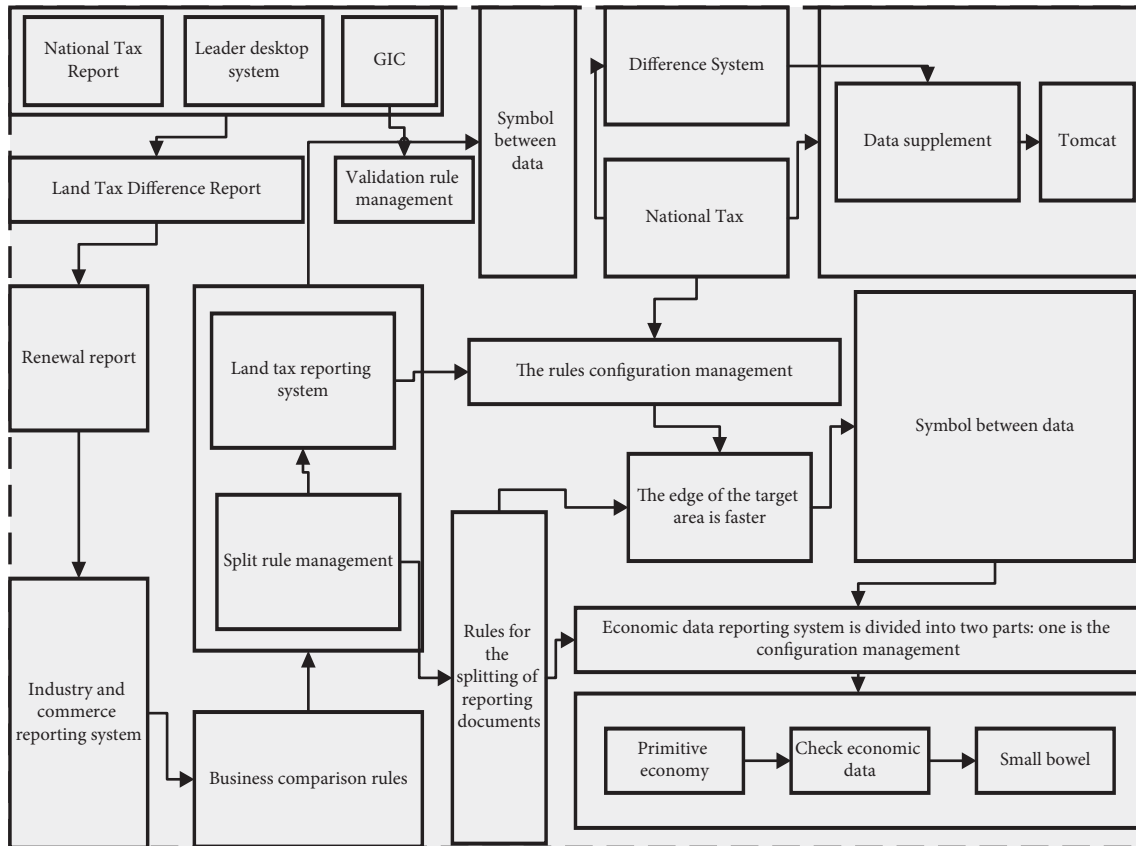 National Tax
Report
Leader desktop
system
GIC
Symbol
between
data
Difference System
Data supplement
Tomcat
Land Tax Difference Report
Validation rule
management
National Tax
Renewal report
Land tax reporting
system
The rules configuration management
Symbol between data
The edge of the target
area is faster
Split rule management
Rules for
the
splitting of
reporting
documents
Economic data reporting system is divided into two parts: one is the
configuration management
Industry and
commerce
reporting system
Business comparison rules
Primitive
economy
Check economic
data
Small bowel